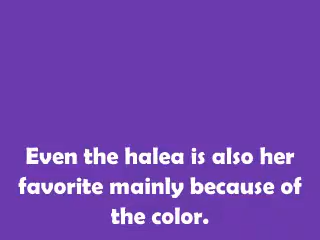 Even the halea is also her
favorite mainly because of
the color.